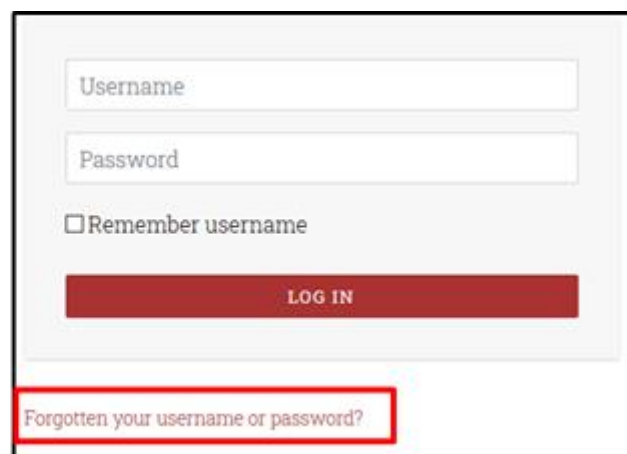 Username
Password
Remember username
LOG IN
Forgotten your username or password?